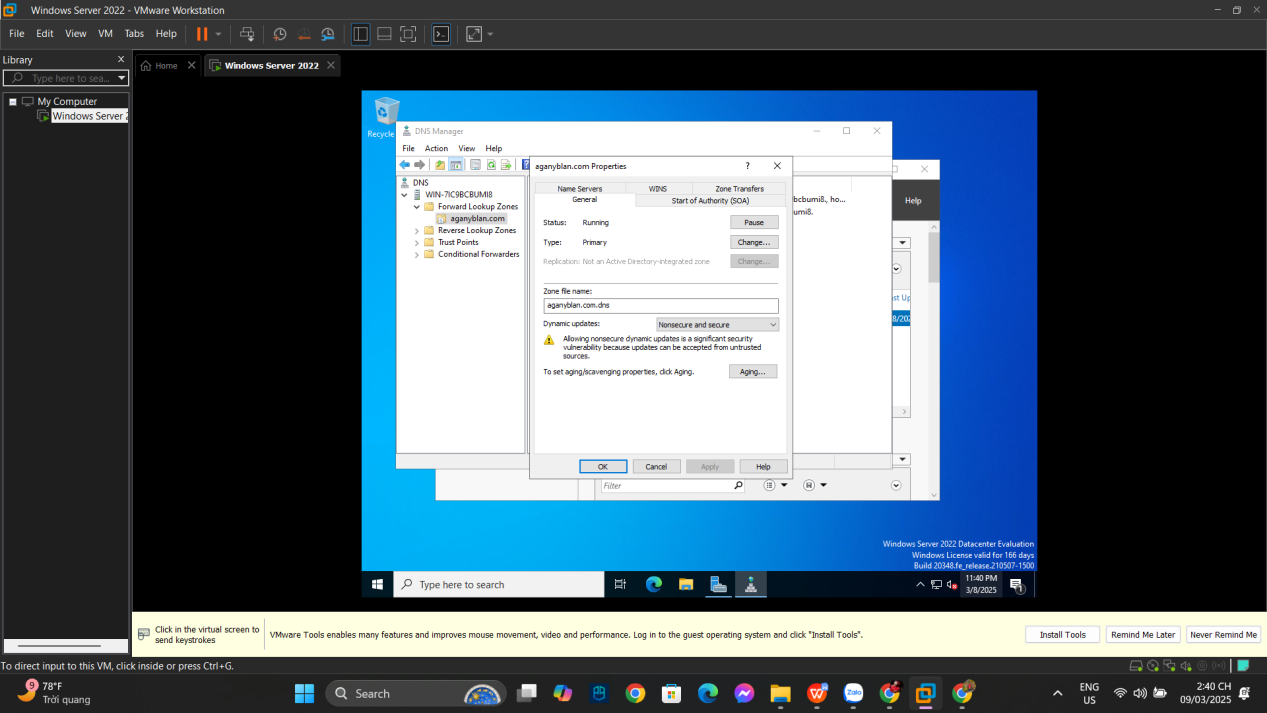 Windows Server 2022 - VMware Workstation
File Edit View VM Tabs Help
Library
Type here to sea...
Home
Windows Server 2022
My Computer
Windows Server 2
Recycle
DNS Manager
File Action View Help
DNS
WIN-7IC9BCBUMI8
Forward Lookup Zones
aganyblan.com
Reverse Lookup Zones
Trust Points
Conditional Forwarders
bcbumi8., ho...
umi8.
Help
aganyblan.com Properties
?
Name Servers WINS Zone Transfers
General Start of Authority (SOA)
Status: Running Pause
Type: Primary Change...
Replication: Not an Active Directory-integrated zone Change...
Zone file name:
aganyblan.com.dns
Dynamic updates: Nonsecure and secure
Allowing nonsecure dynamic updates is a significant security
vulnerability because updates can be accepted from untrusted
sources.
To set aging/scavenging properties, click Aging. Aging...
OK Cancel Apply Help
st Up
8/202
Filter
Windows Server 2022 Datacenter Evaluation
Windows License valid for 166 days
Build 20348.fe_release.210507-1500
Type here to search
11:40 PM
3/8/2025
1
Click in the virtual screen to
send keystrokes
VMware Tools enables many features and improves mouse movement, video and performance. Log in to the guest operating system and click "Install Tools".
Install Tools Remind Me Later Never Remind Me
To direct input to this VM, click inside or press Ctrl+G.
9
78°F
Trời quang
Search
Zalo
ENG
US
2:40 CH
09/03/2025